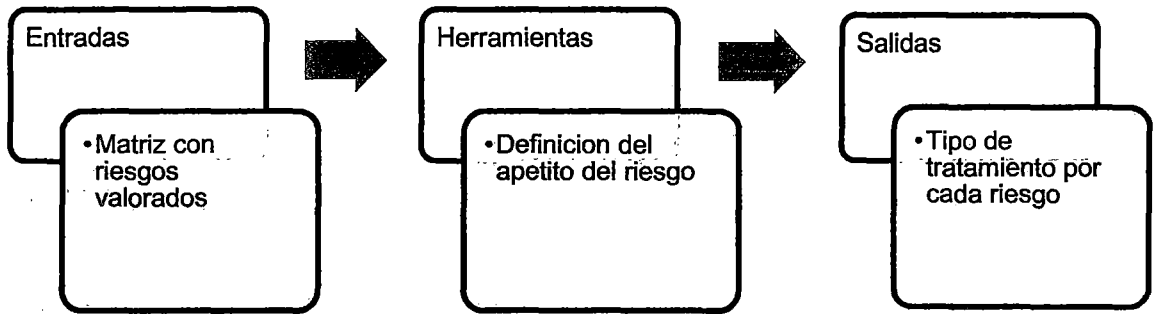 Entradas
•Matriz con
riesgos
valorados
Herramientas
•Definicion del
apetito del riesgo
Salidas
•Tipo de
tratamiento por
cada riesgo